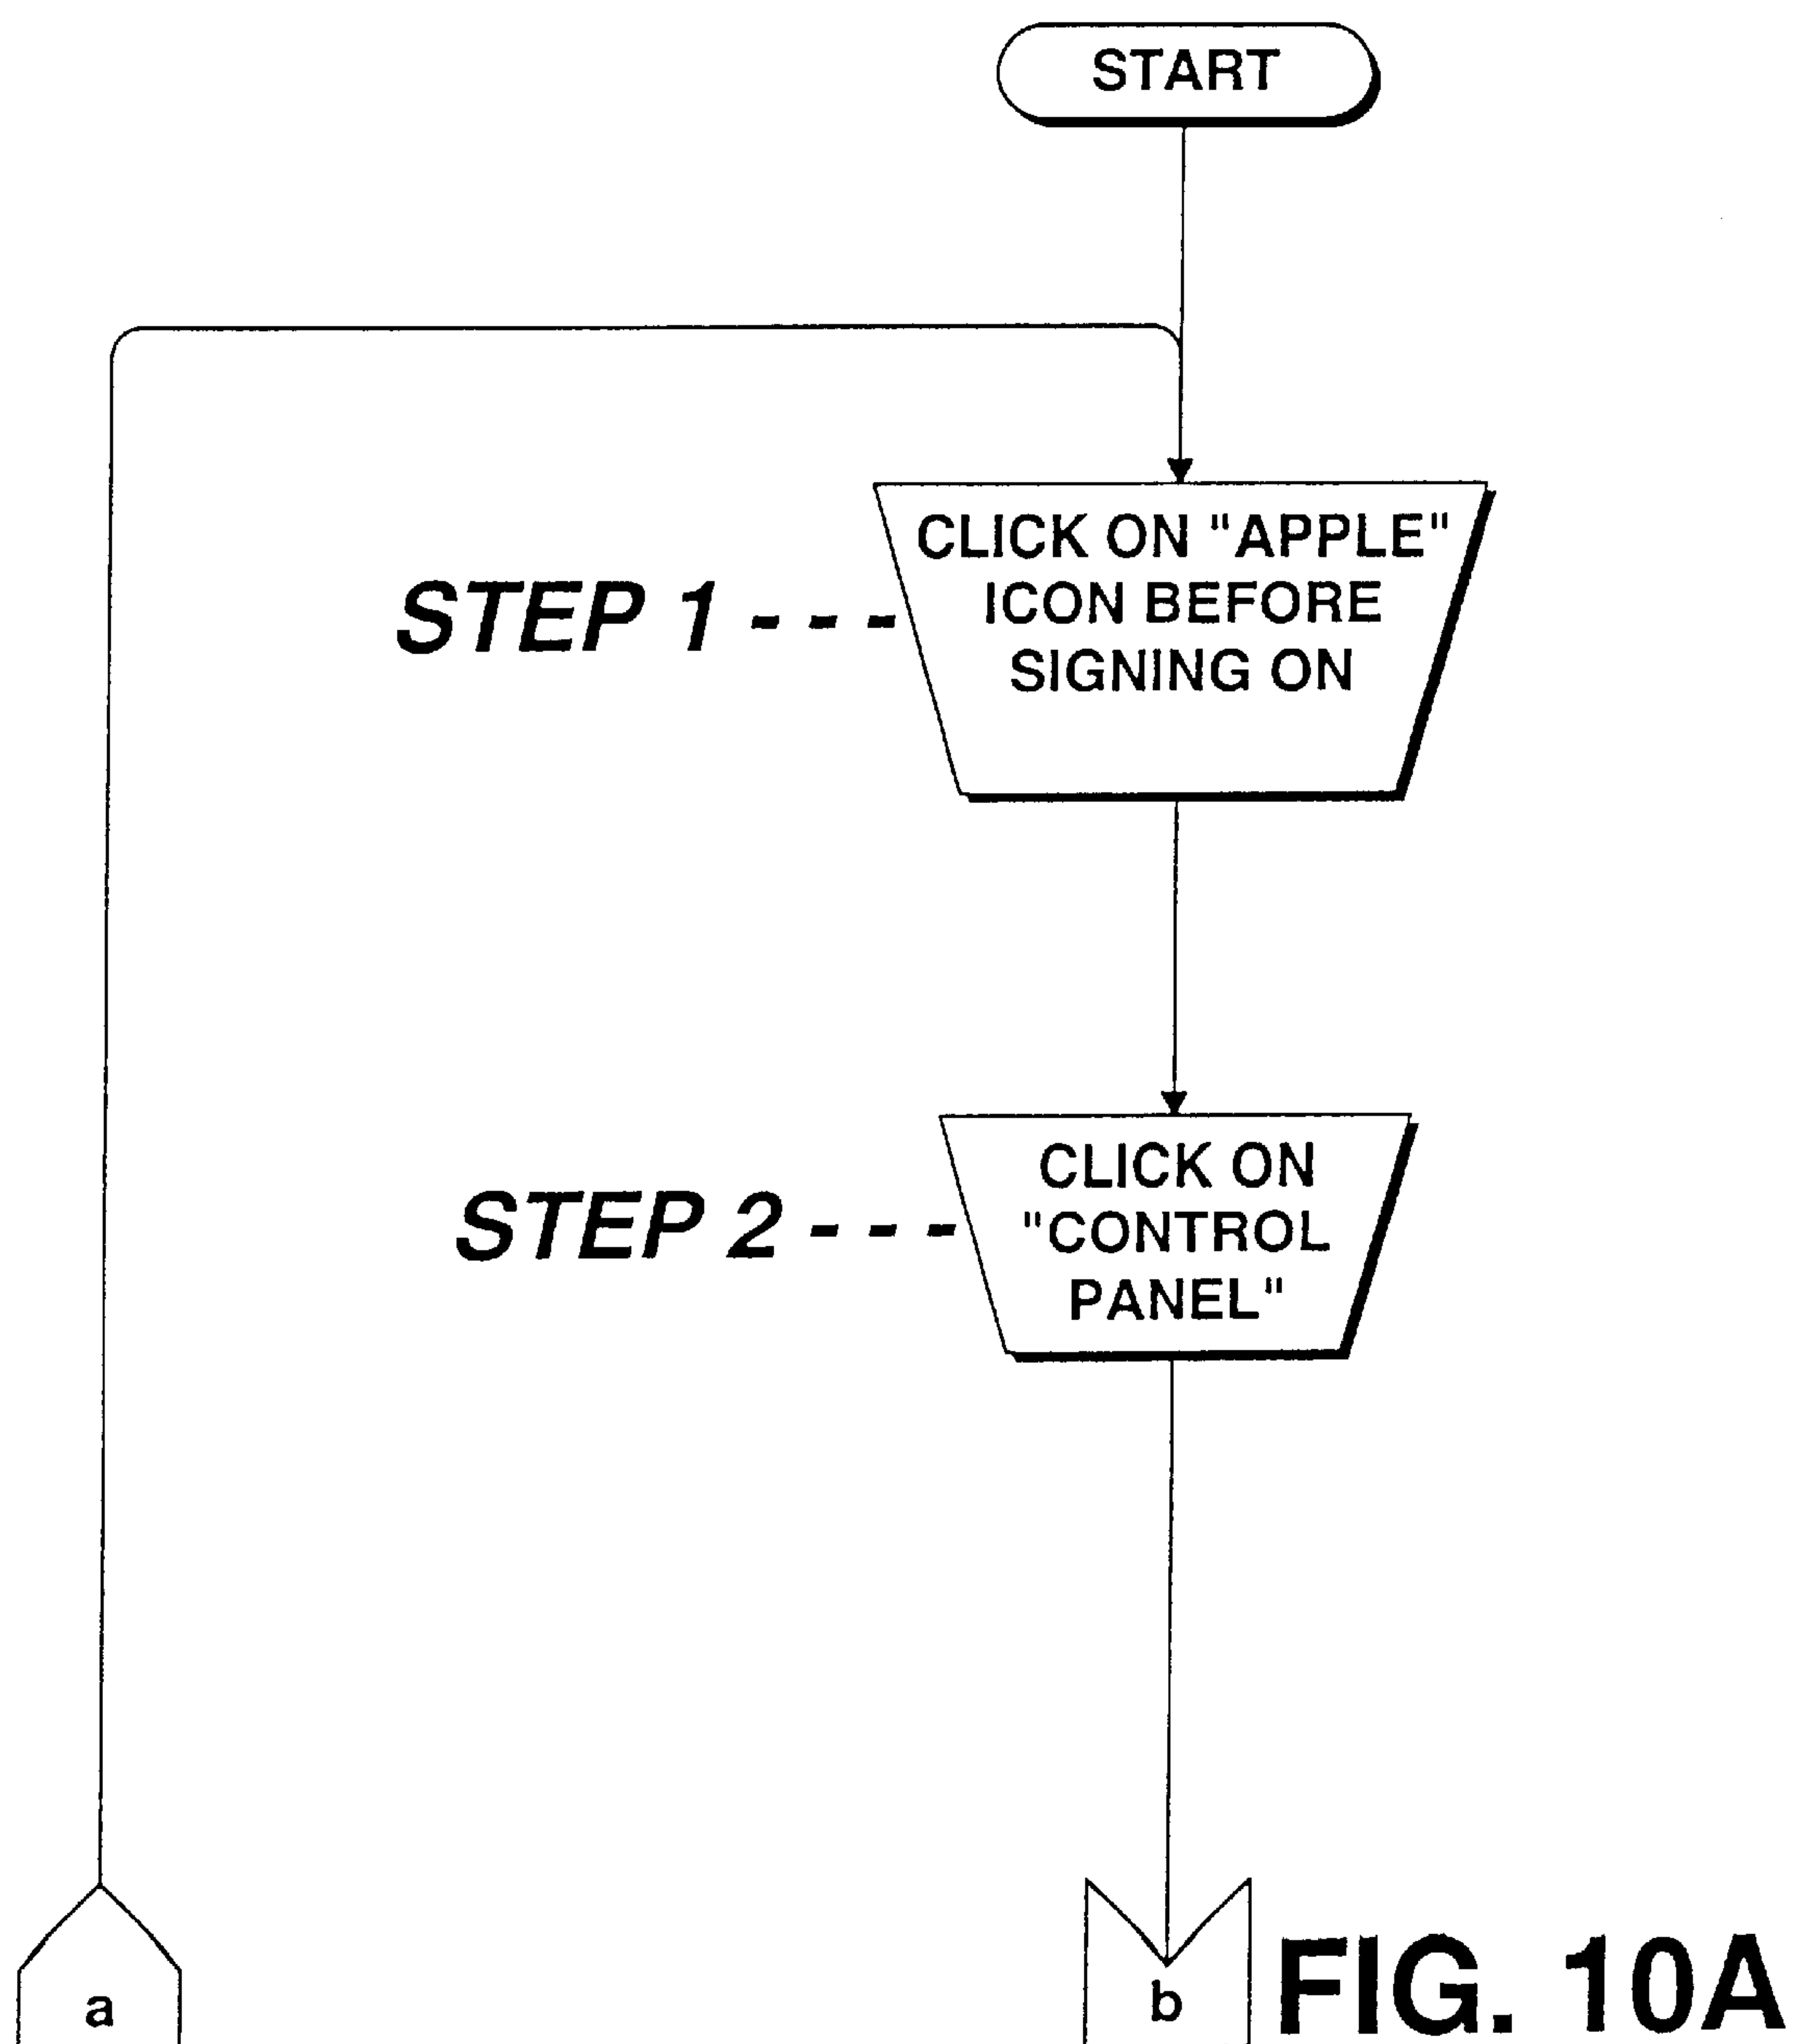 START
CLICK ON "APPLE"
ICON BEFORE
SIGNING ON
STEP 1 - - -
CLICK ON
"CONTROL
PANEL"
STEP 2 - - -
a
b
FIG. 10A